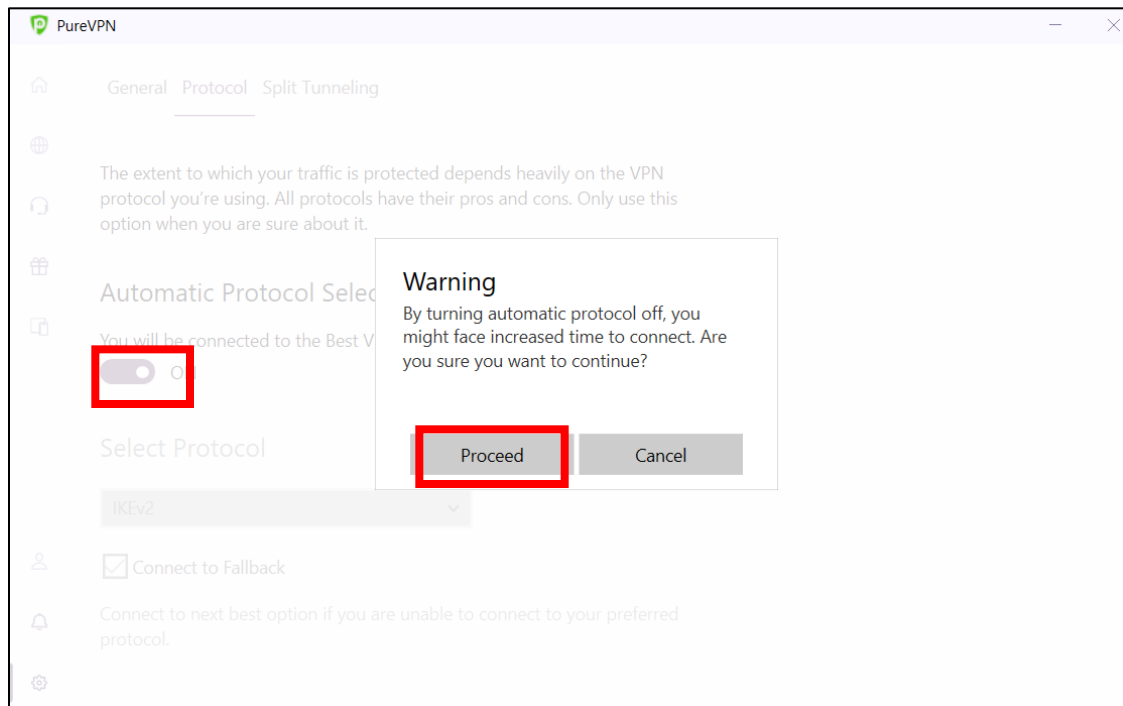 PureVPN
General Protocol Split Tunneling
The extent to which your traffic is protected depends heavily on the VPN
protocol you're using. All protocols have their pros and cons. Only use this
option when you are sure about it.
Automatic Protocol Selec
You will be connected to the Best V
Warning
By turning automatic protocol off, you
might face increased time to connect. Are
you sure you want to continue?
Proceed Cancel
Select Protocol
IKEv2
Connect to Fallback
Connect to next best option if you are unable to connect to your preferred
protocol.